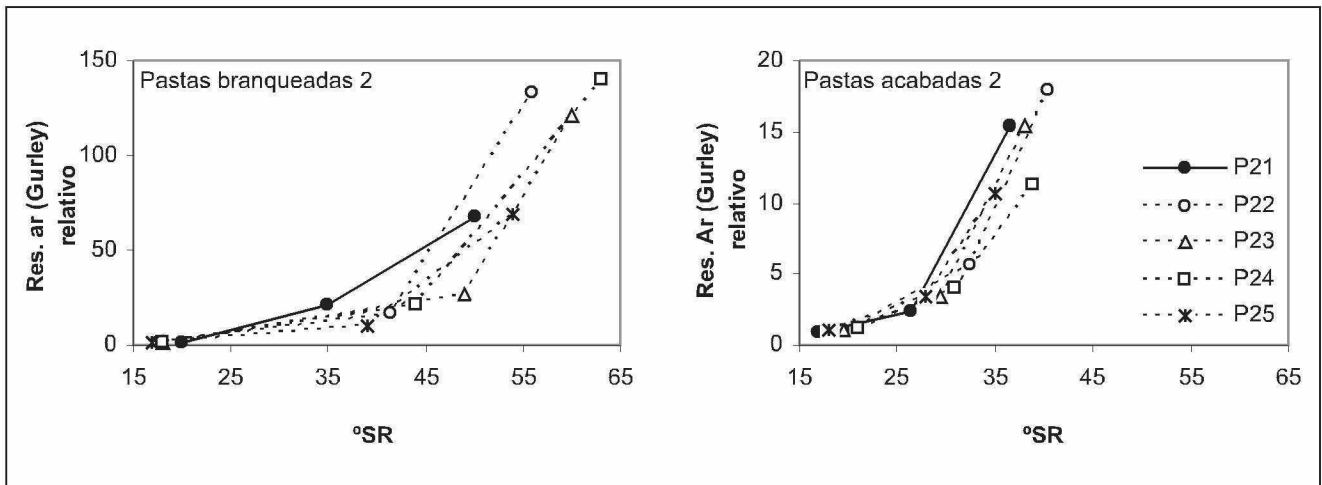 Pastas branqueadas 2
Res. ar (Gurley)
relativo
150
100
50
0
15
25
35
45
55
65
ºSR
Pastas acabadas 2
Res. Ar (Gurley)
relativo
20
15
10
5
0
15
25
35
45
55
65
ºSR
P21
P22
P23
P24
P25